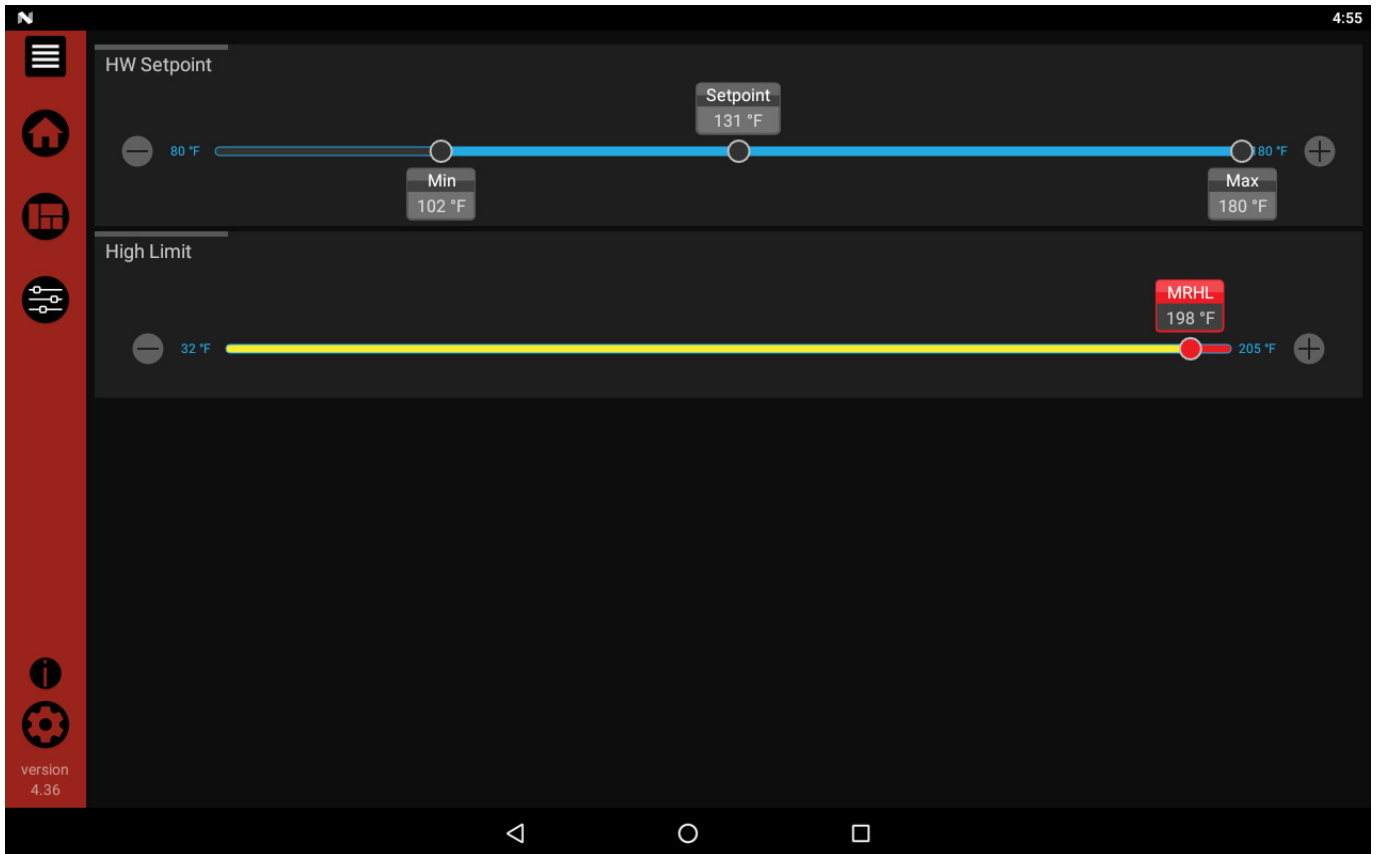 N
4:55
HW Setpoint
Setpoint
131 °F
80 °F
180 °F
Min
102 °F
Max
180 °F
High Limit
MRHL
198 °F
32 °F
205 °F
version
4.36